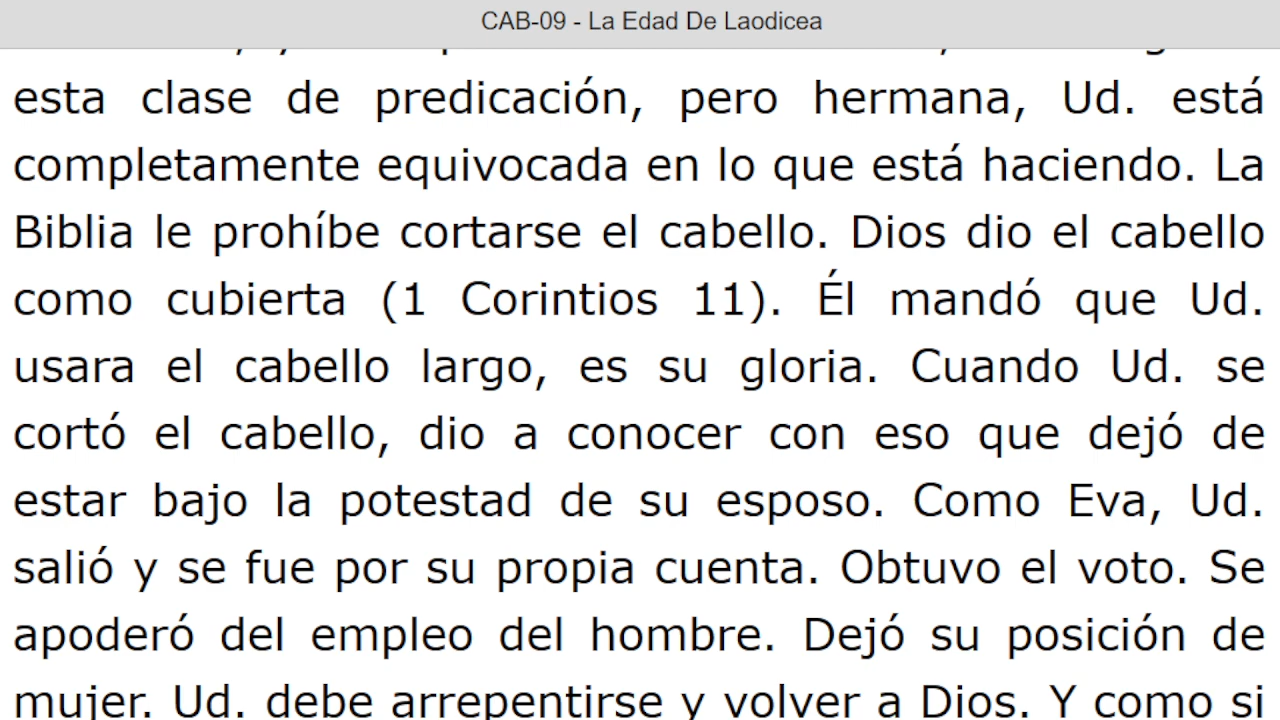 CAB-09 - La Edad De Laodicea
esta clase de predicación, pero hermana, Ud. está
completamente equivocada en lo que está haciendo. La
Biblia le prohíbe cortarse el cabello. Dios dio el cabello
como cubierta (1 Corintios 11). Él mandó que Ud.
usara el cabello largo, es su gloria. Cuando Ud. se
cortó el cabello, dio a conocer con eso que dejó de
estar bajo la potestad de su esposo. Como Eva, Ud.
salió y se fue por su propia cuenta. Obtuvo el voto. Se
apoderó del empleo del hombre. Dejó su posición de
mujer. Ud. debe arrepentirse y volver a Dios. Y como si